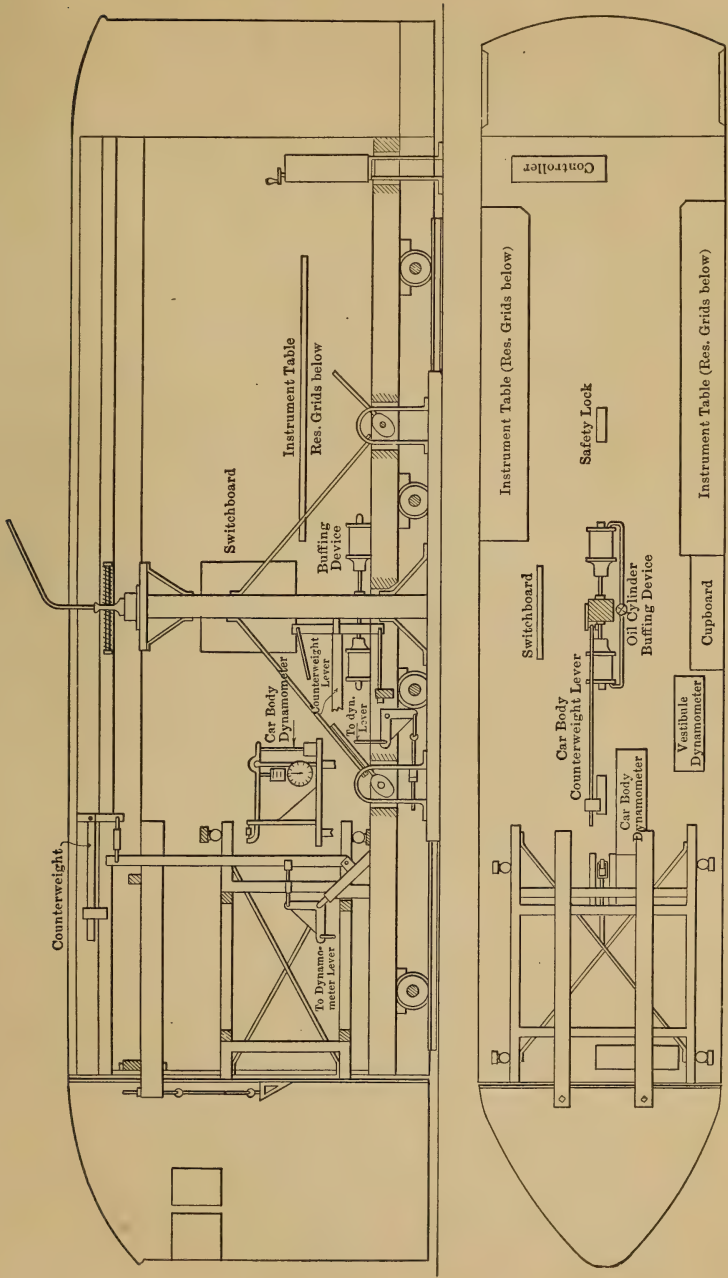 Counterweight
Switchboard
Car Body
Dynamometer
Counterweight
Lever
To dyn.
Lever
Buffing
Device
Instrument Table
Res. Grids below
To Dynamo-
meter Lever
Controller
Instrument Table (Res. Grids below)
Safety Lock
Instrument Table (Res. Grids below)
Switchboard
Oil Cylinder
Buffing Device
Cupboard
Car Body
Counterweight Lever
Vestibule
Dynamometer
Car Body
Dynamometer